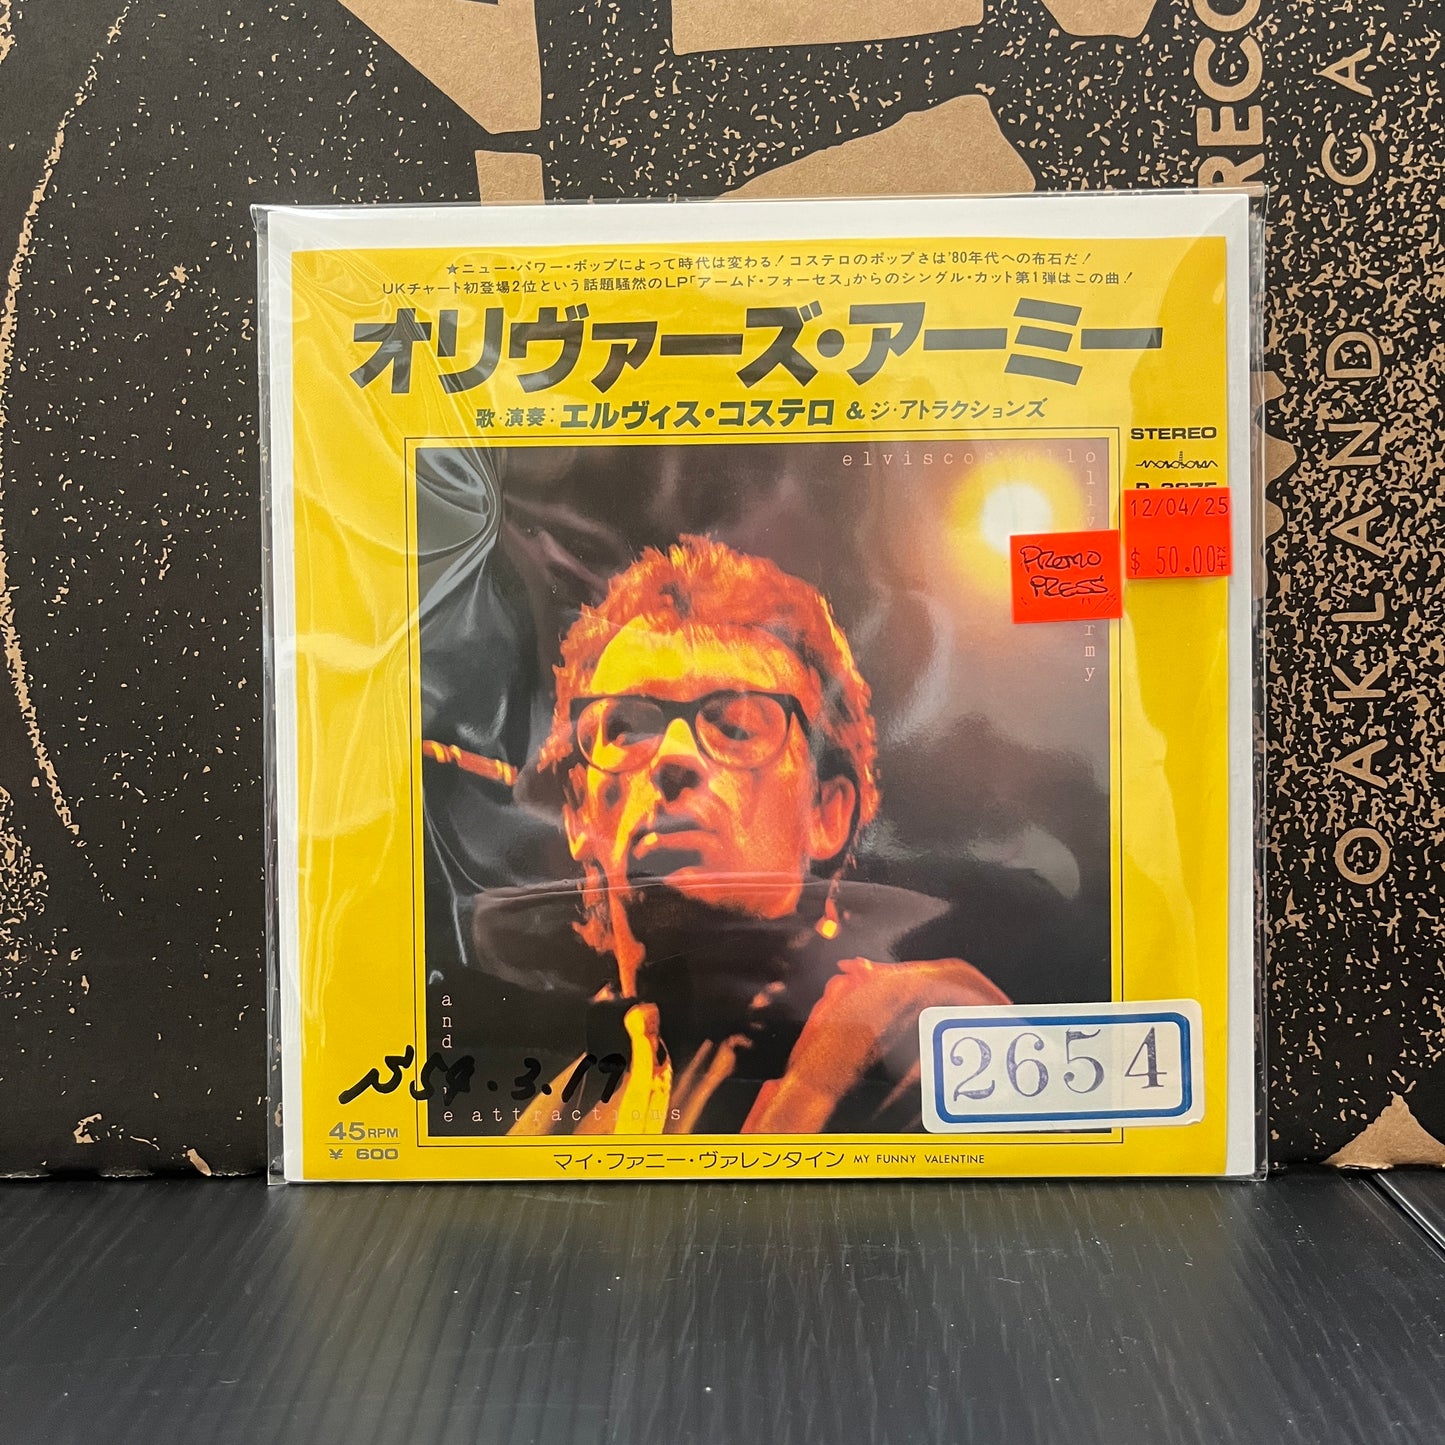 ★ニュー・パワー・ポップによって時代は変わる！コステロのポップさは'80年代への布石だ！
UKチャート初登場2位という話題騒然のLP「アームド・フォーセス」からのシングル・カット第1弾はこの曲！
オリヴァーズ・アーミー
歌・演奏：エルヴィス・コステロ & ジ・アトラクションズ
STEREO
12/04/25
$ 50.00
PROMO
PRESS
rmy
and
attractions
S54.3.19
2654
45RPM
¥ 600
マイ・ファニー・ヴァレンタイン MY FUNNY VALENTINE
RECO
OAKLAND CA